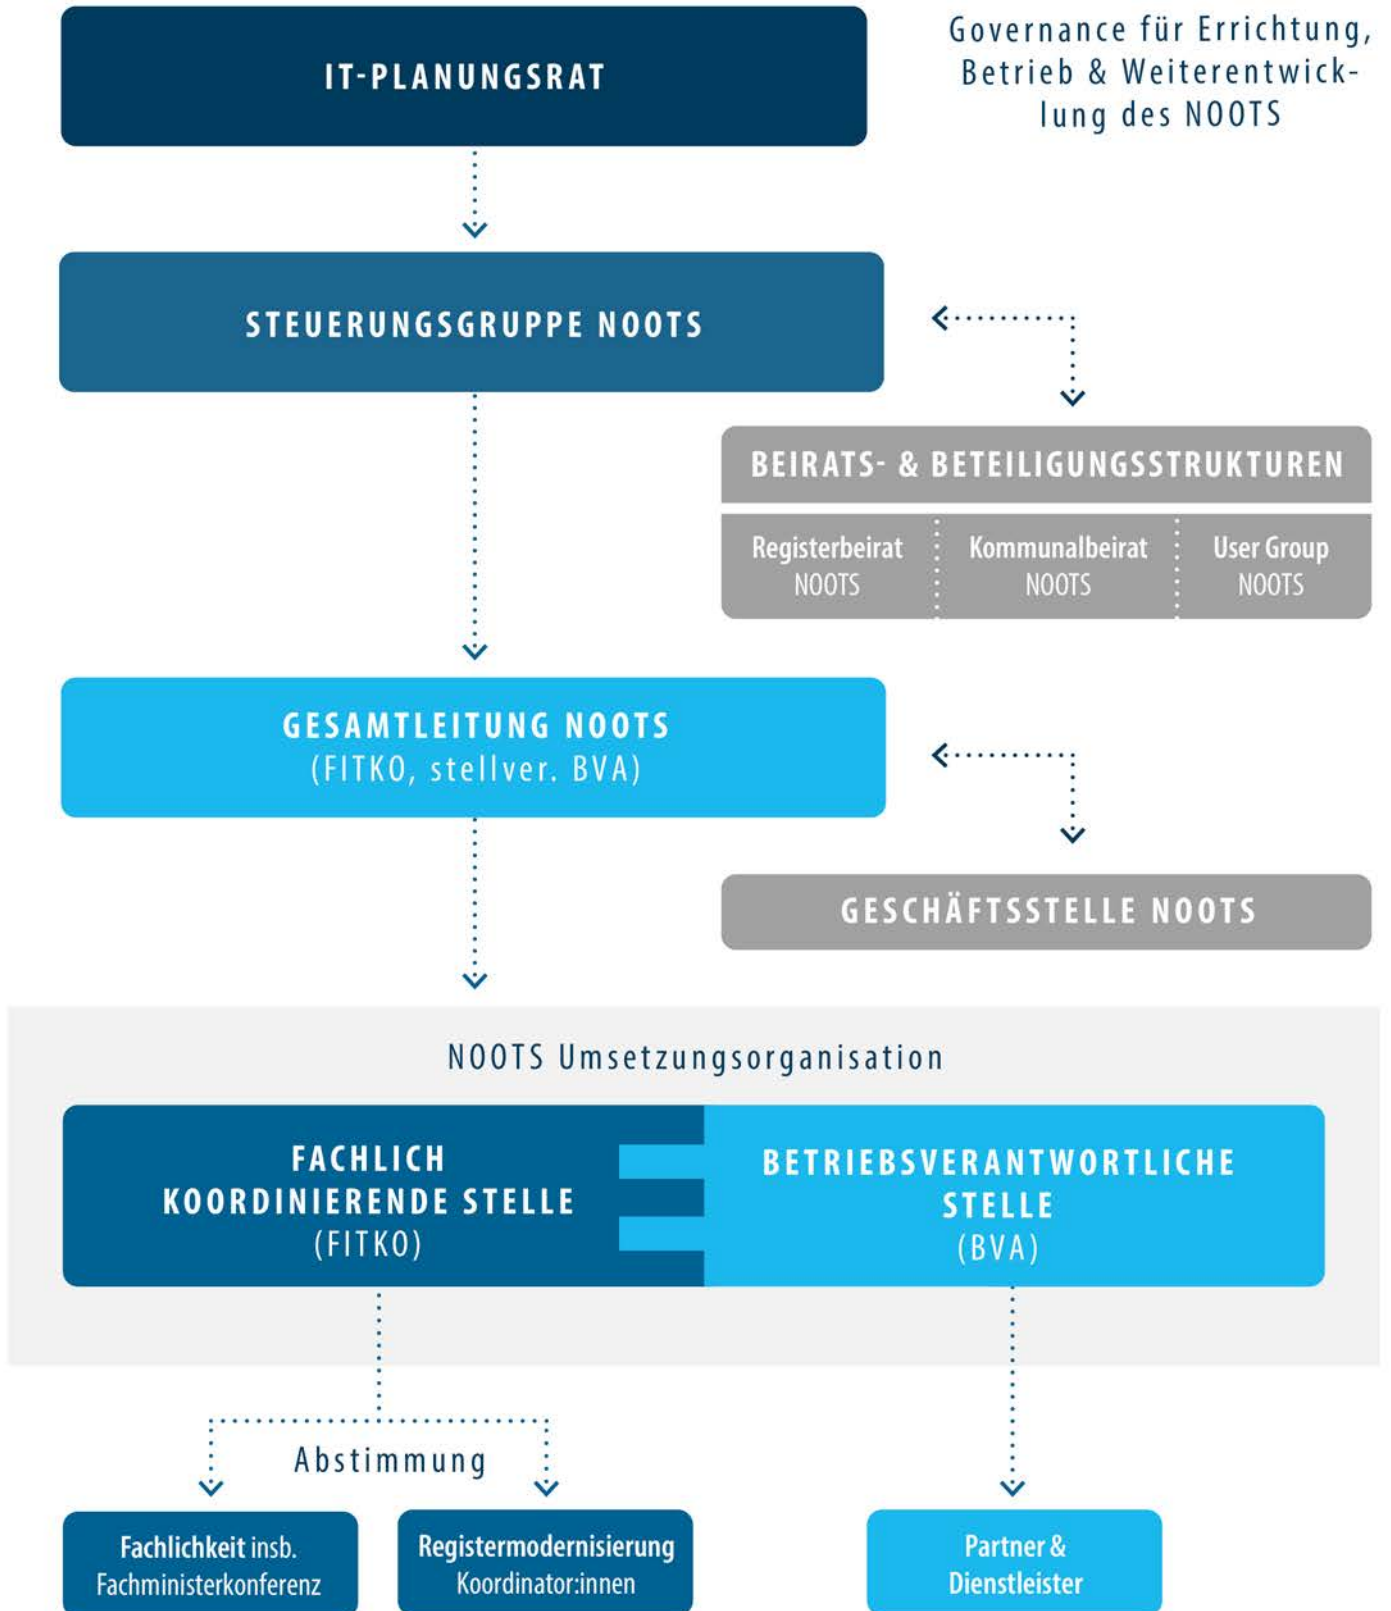 IT-PLANUNGSRAT
Governance für Errichtung,
Betrieb & Weiterentwick-
lung des NOOTS
STEUERUNGSGRUPPE NOOTS
BEIRATS- & BETEILIGUNGSSTRUKTUREN
Registerbeirat
NOOTS
Kommunalbeirat
NOOTS
User Group
NOOTS
GESAMTLEITUNG NOOTS
(FITKO, stellver. BVA)
GESCHÄFTSSTELLE NOOTS
NOOTS Umsetzungsorganisation
FACHLICH
KOORDINIERENDE STELLE
(FITKO)
BETRIEBSVERANTWORTLICHE
STELLE
(BVA)
Abstimmung
Fachlichkeit insb.
Fachministerkonferenz
Registermodernisierung
Koordinator:innen
Partner &
Dienstleister